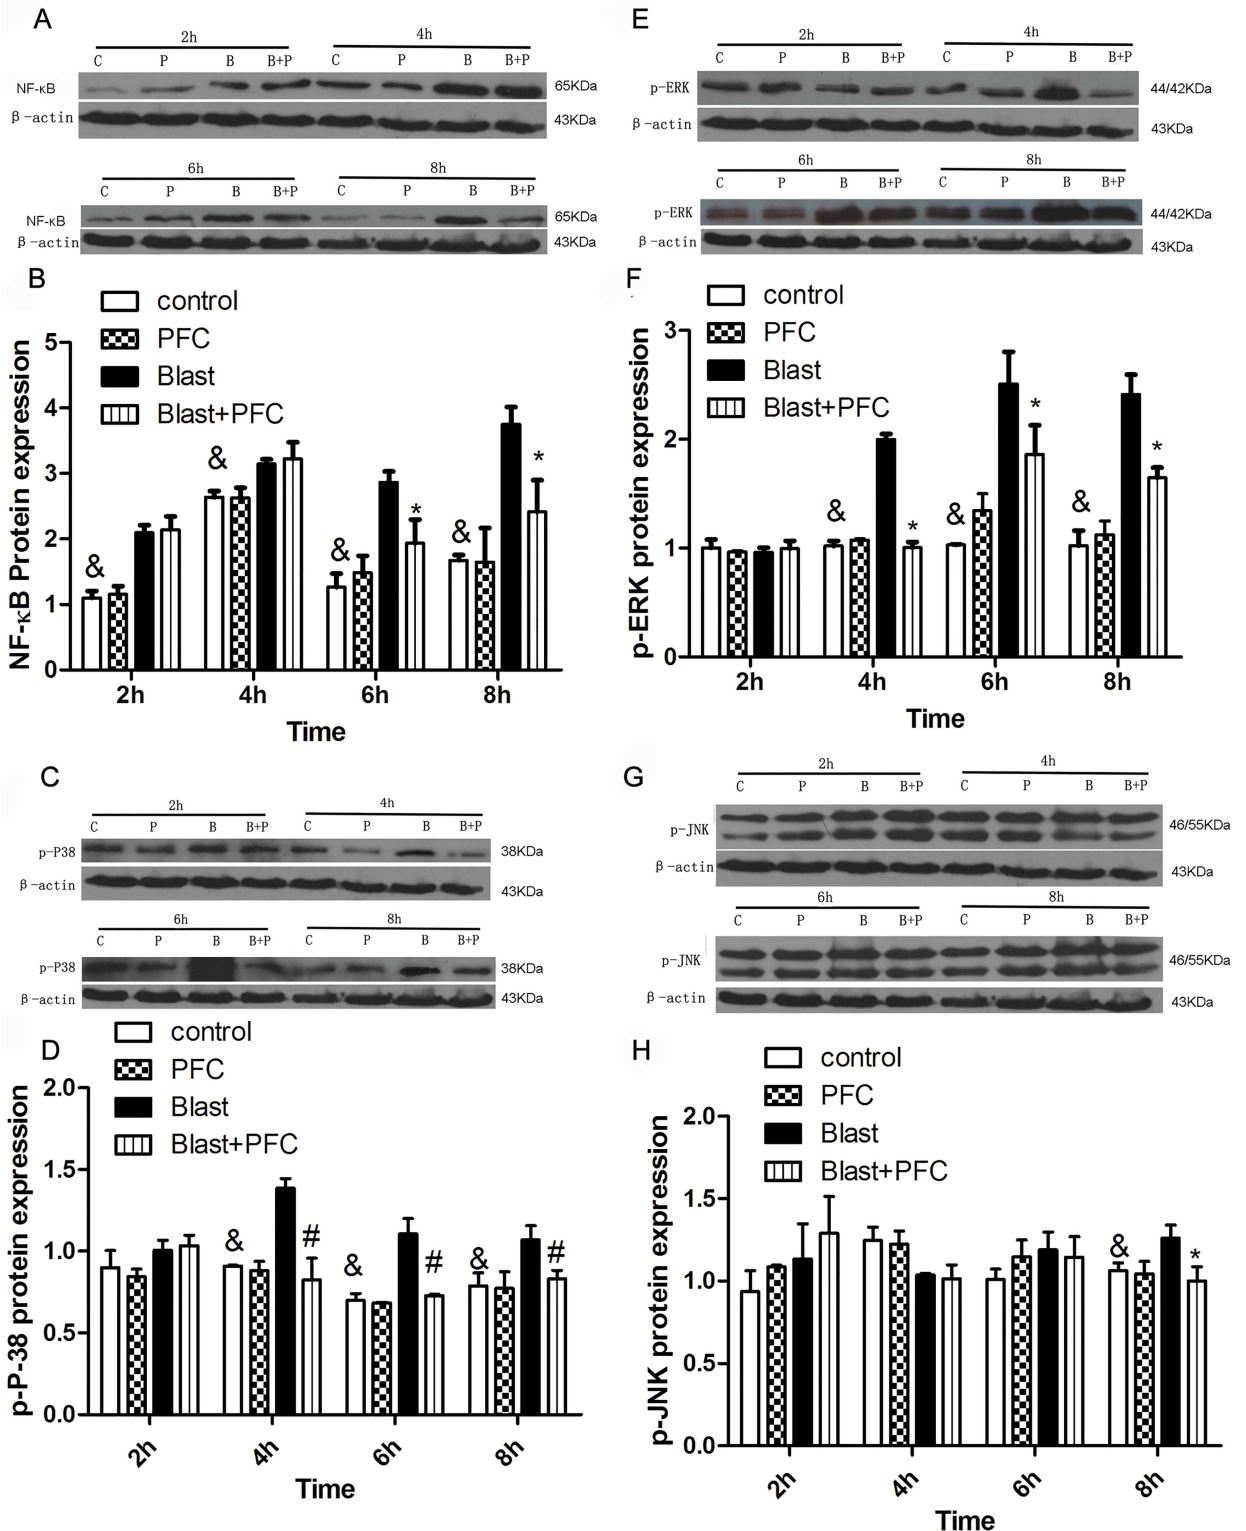 A
2h 4h
C P B B+P C P B B+P
NF-κB 65KDa
β-actin 43KDa
6h 8h
C P B B+P C P B B+P
NF-κB 65KDa
β-actin 43KDa
E
2h 4h
C P B B+P C P B B+P
p-ERK 44/42KDa
β-actin 43KDa
6h 8h
C P B B+P C P B B+P
p-ERK 44/42KDa
β-actin 43KDa
B
control
PFC
Blast
Blast+PFC
NF-κB Protein expression
5
4
3
2
1
0
& & & * & *
2h 4h 6h 8h
Time
F
control
PFC
Blast
Blast+PFC
p-ERK protein expression
3
2
1
0
& * & * & *
2h 4h 6h 8h
Time
C
2h 4h
C P B B+P C P B B+P
p-P38 38KDa
β-actin 43KDa
6h 8h
C P B B+P C P B B+P
p-P38 38KDa
β-actin 43KDa
G
2h 4h
C P B B+P C P B B+P
p-JNK 46/55KDa
β-actin 43KDa
6h 8h
C P B B+P C P B B+P
p-JNK 46/55KDa
β-actin 43KDa
D
control
PFC
Blast
Blast+PFC
p-P-38 protein expression
2.0
1.5
1.0
0.5
0.0
& # & # & #
2h 4h 6h 8h
Time
H
control
PFC
Blast
Blast+PFC
p-JNK protein expression
2.0
1.5
1.0
0.5
0.0
& *
2h 4h 6h 8h
Time